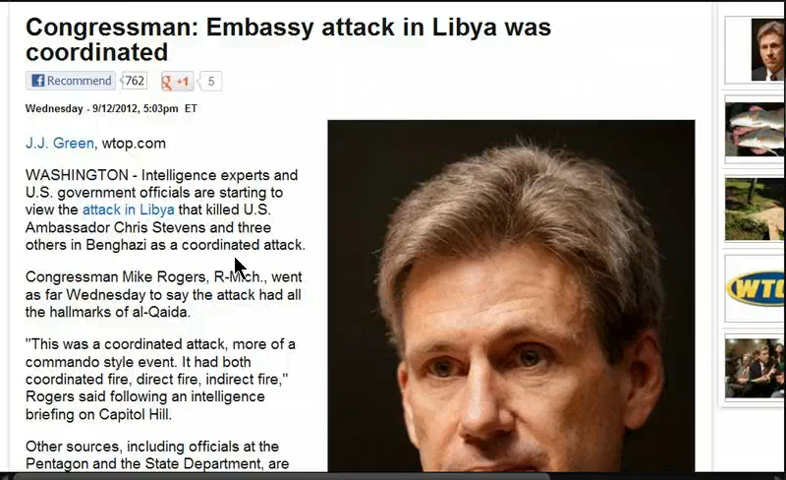 Congressman: Embassy attack in Libya was
coordinated
Recommend 762 +1 5
Wednesday - 9/12/2012, 5:03pm ET
J.J. Green, wtop.com
WASHINGTON - Intelligence experts and
U.S. government officials are starting to
view the attack in Libya that killed U.S.
Ambassador Chris Stevens and three
others in Benghazi as a coordinated attack.
Congressman Mike Rogers, R-Mich., went
as far Wednesday to say the attack had all
the hallmarks of al-Qaida.
"This was a coordinated attack, more of a
commando style event. It had both
coordinated fire, direct fire, indirect fire,"
Rogers said following an intelligence
briefing on Capitol Hill.
Other sources, including officials at the
Pentagon and the State Department, are